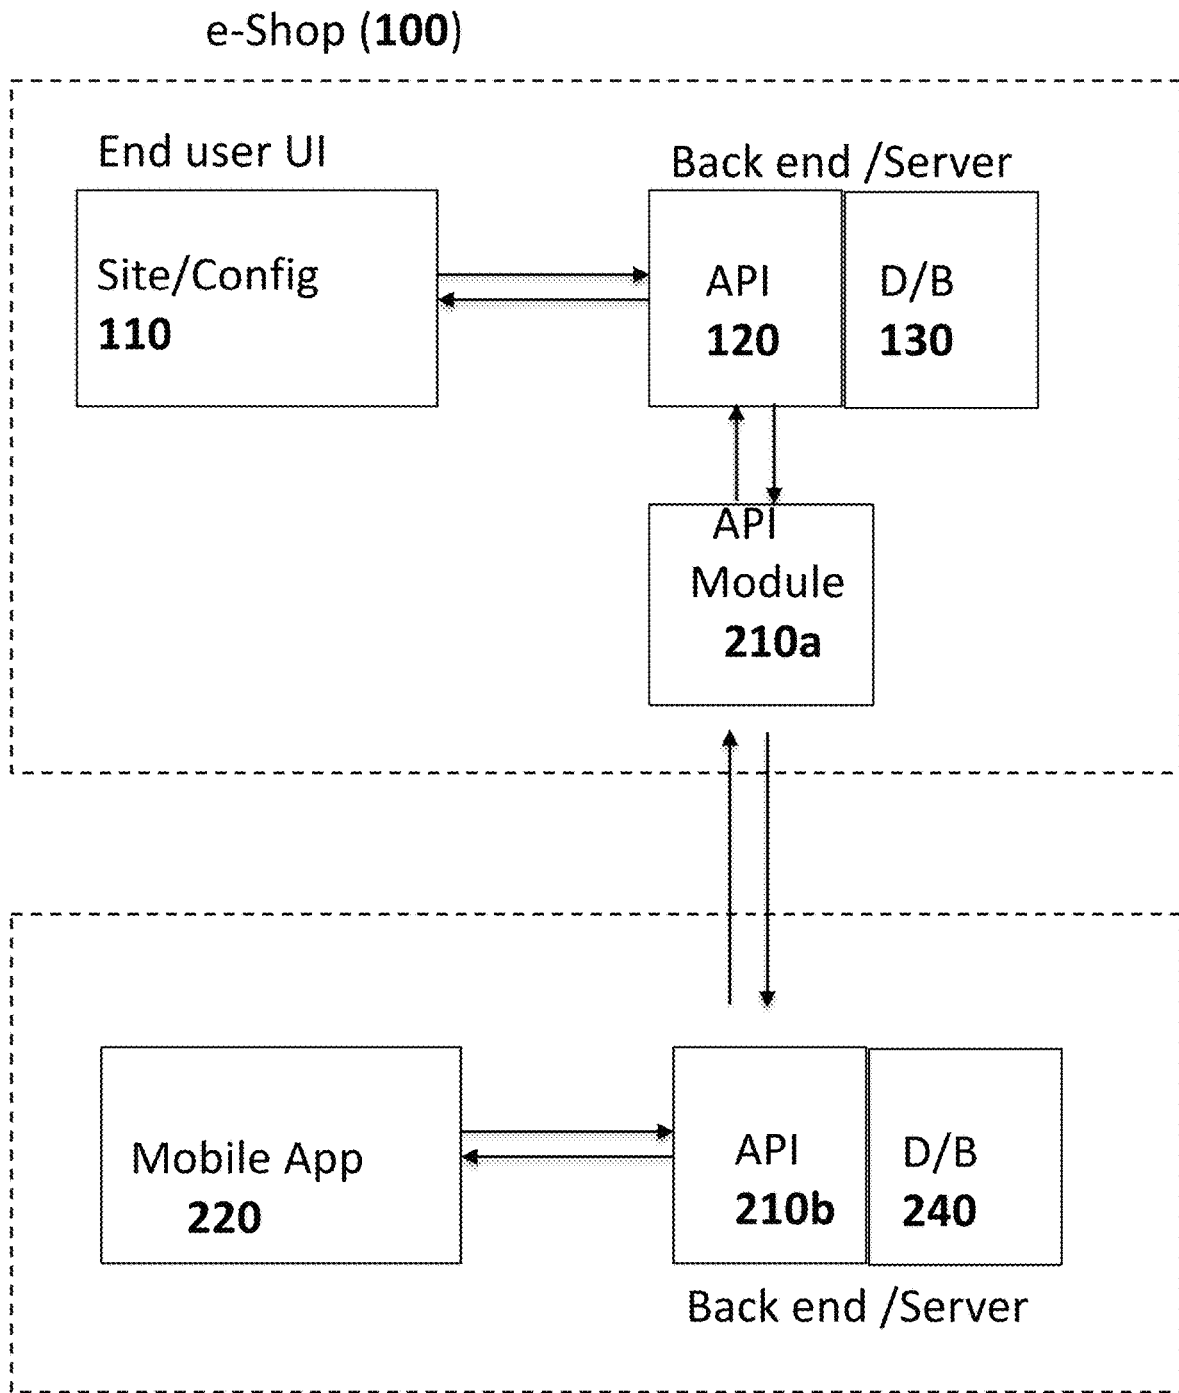 e-Shop (100)
End user UI
Back end /Server
Site/Config
110
API
120
D/B
130
API
Module
210a
Mobile App
220
API
210b
D/B
240
Back end /Server